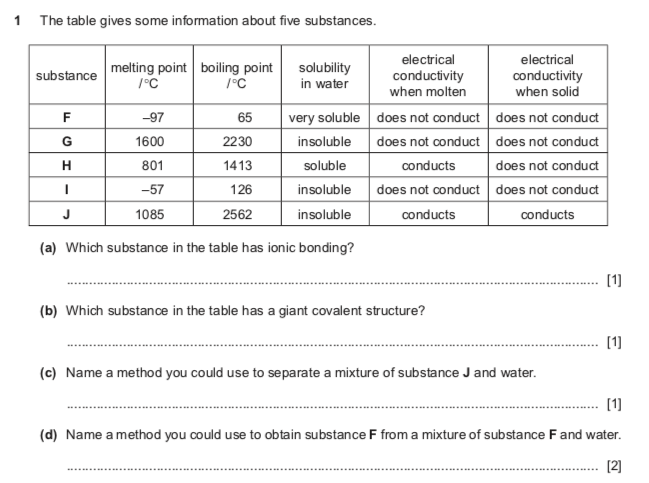 1 The table gives some information about five substances.
substance melting point /°C boiling point /°C solubility in water electrical conductivity when molten electrical conductivity when solid
F –97 65 very soluble does not conduct does not conduct
G 1600 2230 insoluble does not conduct does not conduct
H 801 1413 soluble conducts does not conduct
I –57 126 insoluble does not conduct does not conduct
J 1085 2562 insoluble conducts conducts
(a) Which substance in the table has ionic bonding?
[1]
(b) Which substance in the table has a giant covalent structure?
[1]
(c) Name a method you could use to separate a mixture of substance J and water.
[1]
(d) Name a method you could use to obtain substance F from a mixture of substance F and water.
[2]